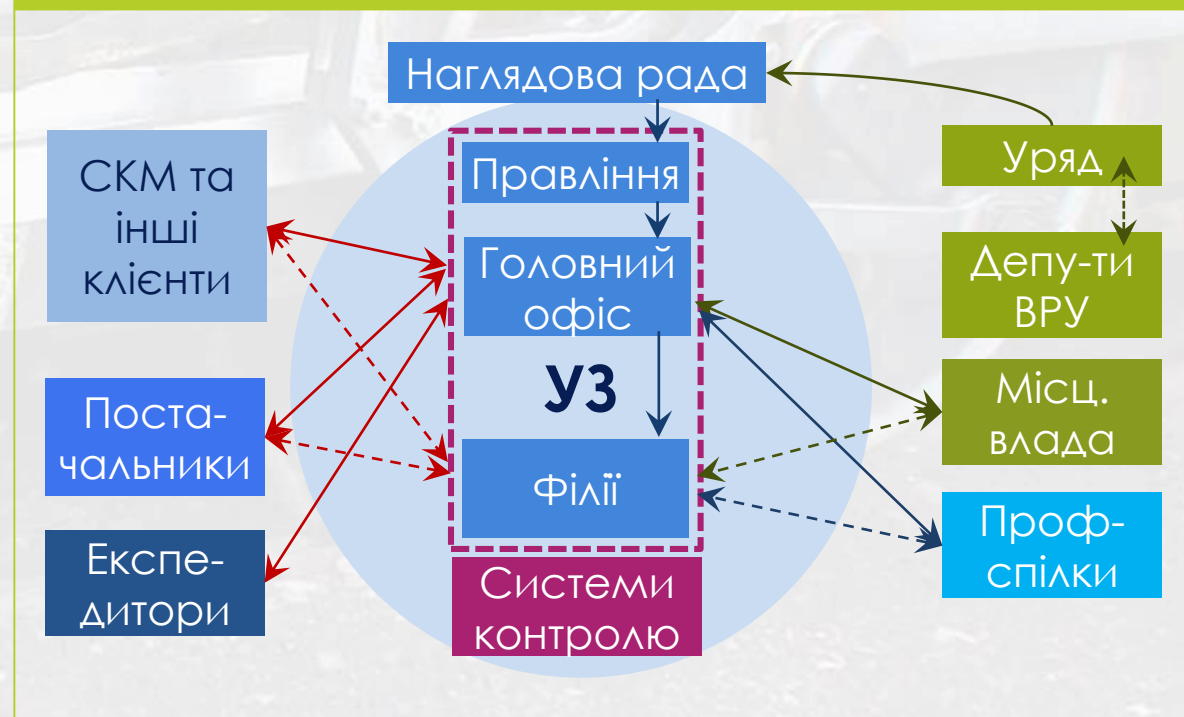 Наглядова рада
СКМ та
інші
клієнти
Поста-
чальники
Експе-
дитори
Правління
Головний
офіс
УЗ
Філії
Системи
контролю
Уряд
Депу-ти
ВРУ
Місц.
влада
Проф-
спілки